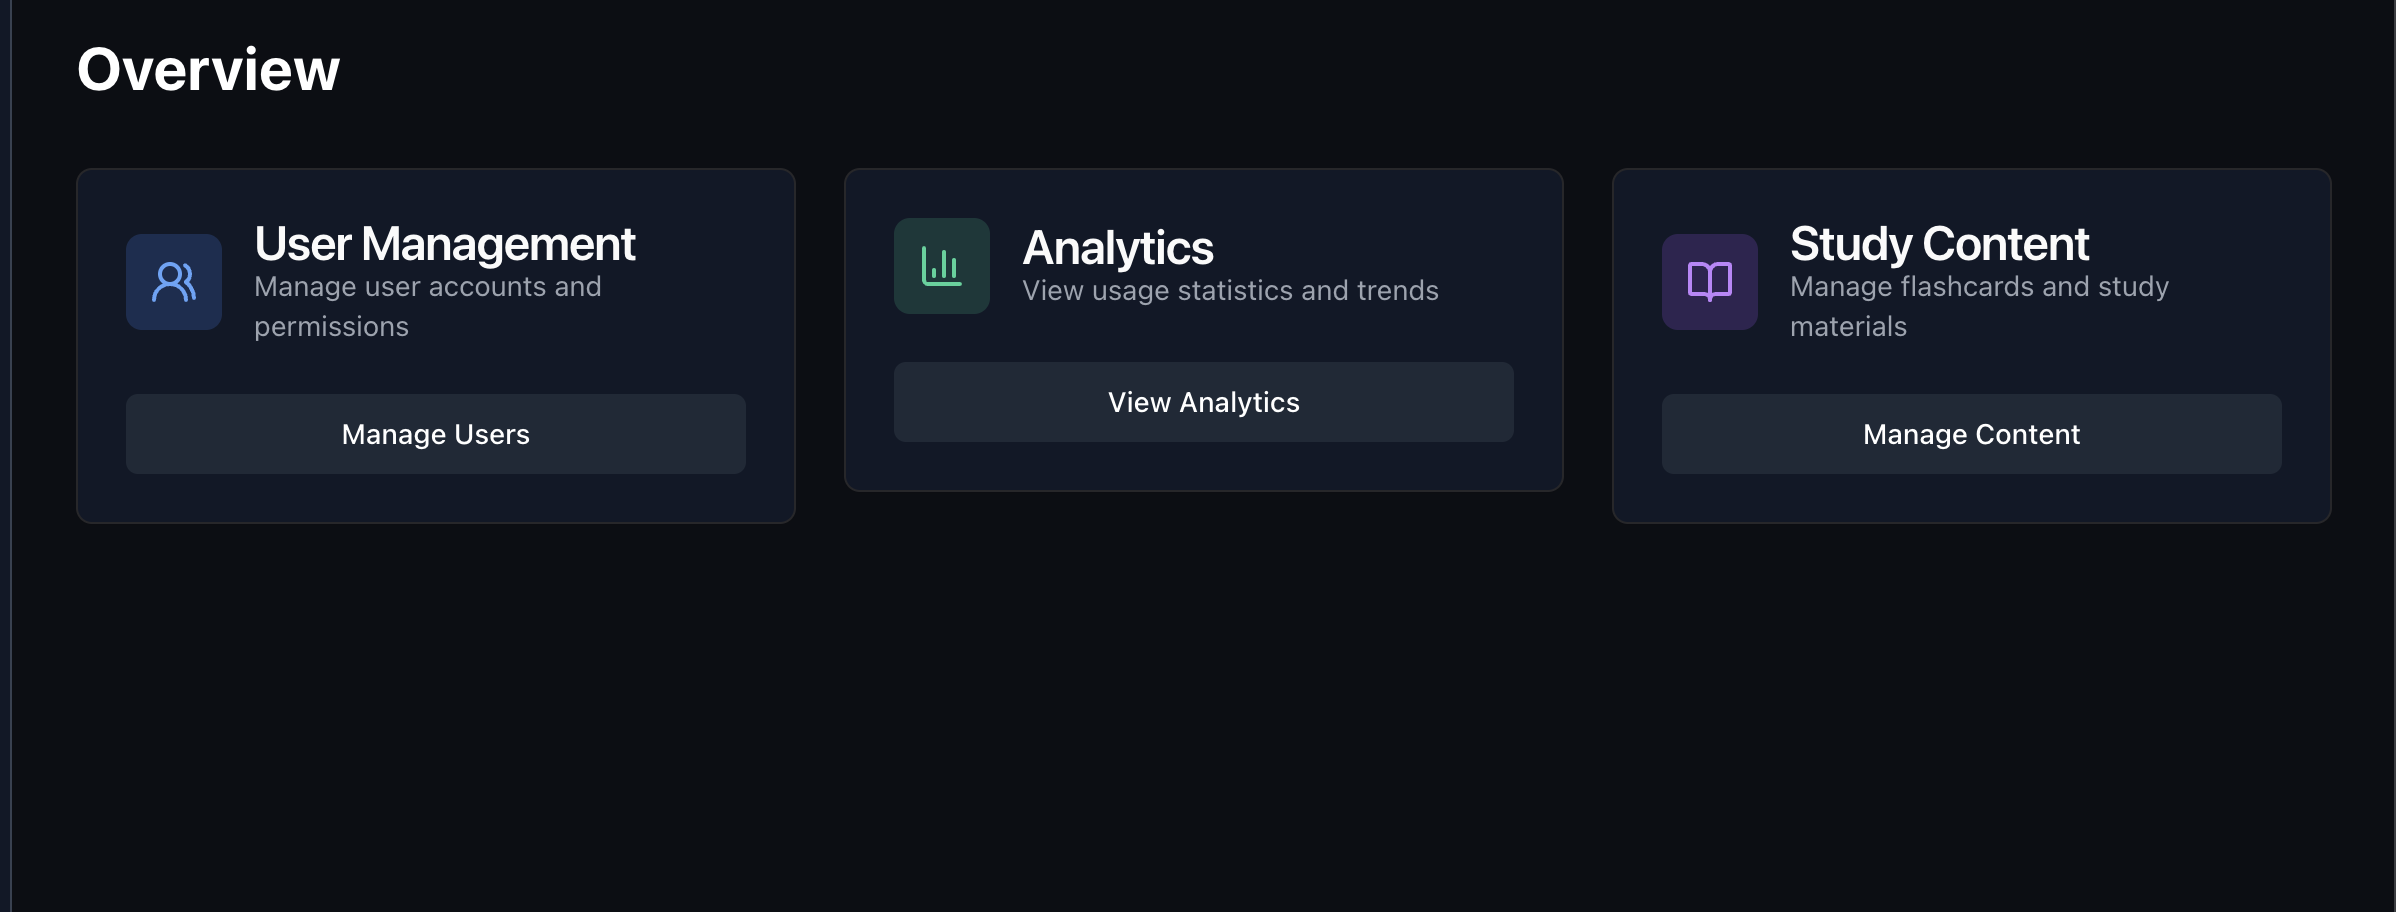 Overview
User Management
Manage user accounts and
permissions
Manage Users
Analytics
View usage statistics and trends
View Analytics
Study Content
Manage flashcards and study
materials
Manage Content